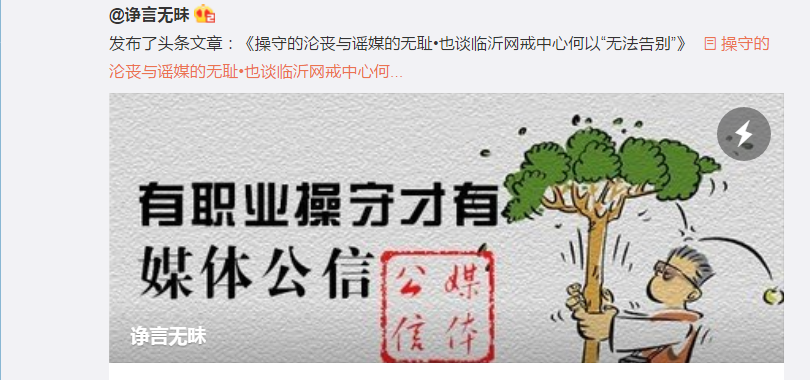 @诤言无昧
发布了头条文章：《操守的沦丧与谣媒的无耻•也谈临沂网戒中心何以“无法告别”》 操守的
沦丧与谣媒的无耻•也谈临沂网戒中心何...
有职业操守才有
媒体公信
公 媒
信 体
诤言无昧